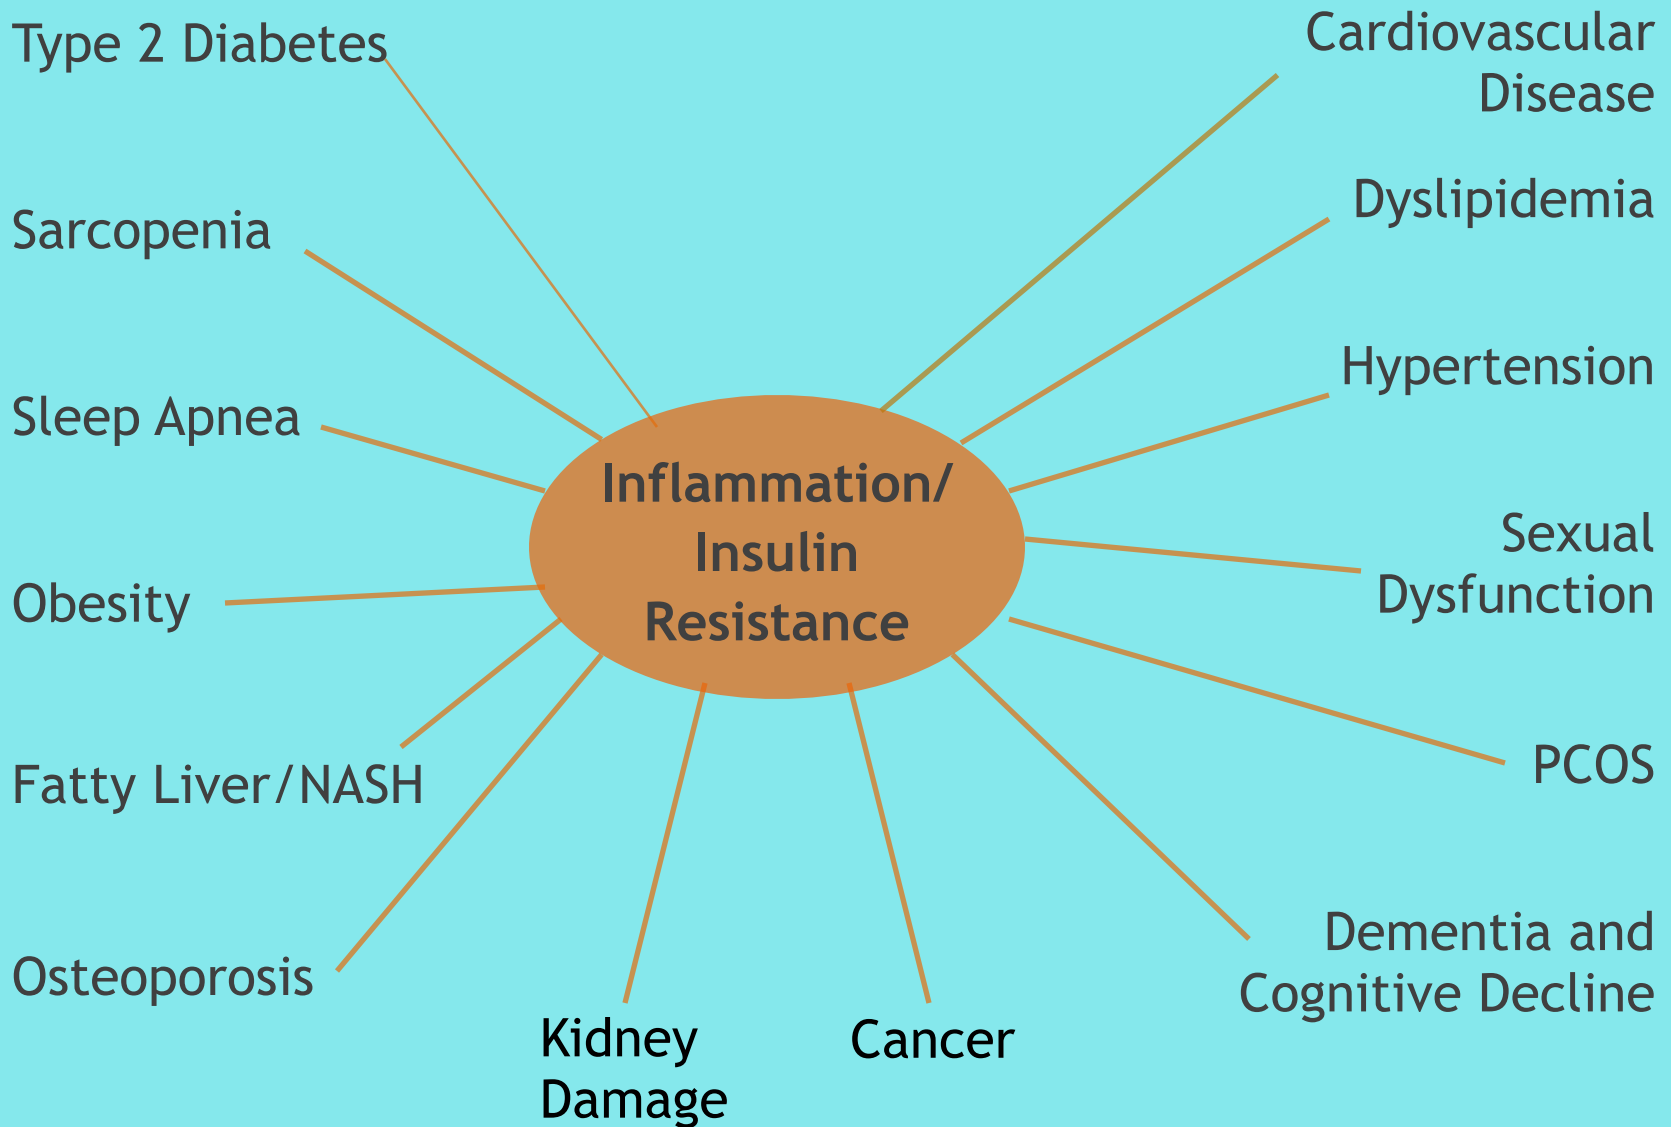 Type 2 Diabetes
Sarcopenia
Sleep Apnea
Obesity
Fatty Liver/NASH
Osteoporosis
Inflammation/
Insulin
Resistance
Kidney
Damage
Cancer
Cardiovascular
Disease
Dyslipidemia
Hypertension
Sexual
Dysfunction
PCOS
Dementia and
Cognitive Decline